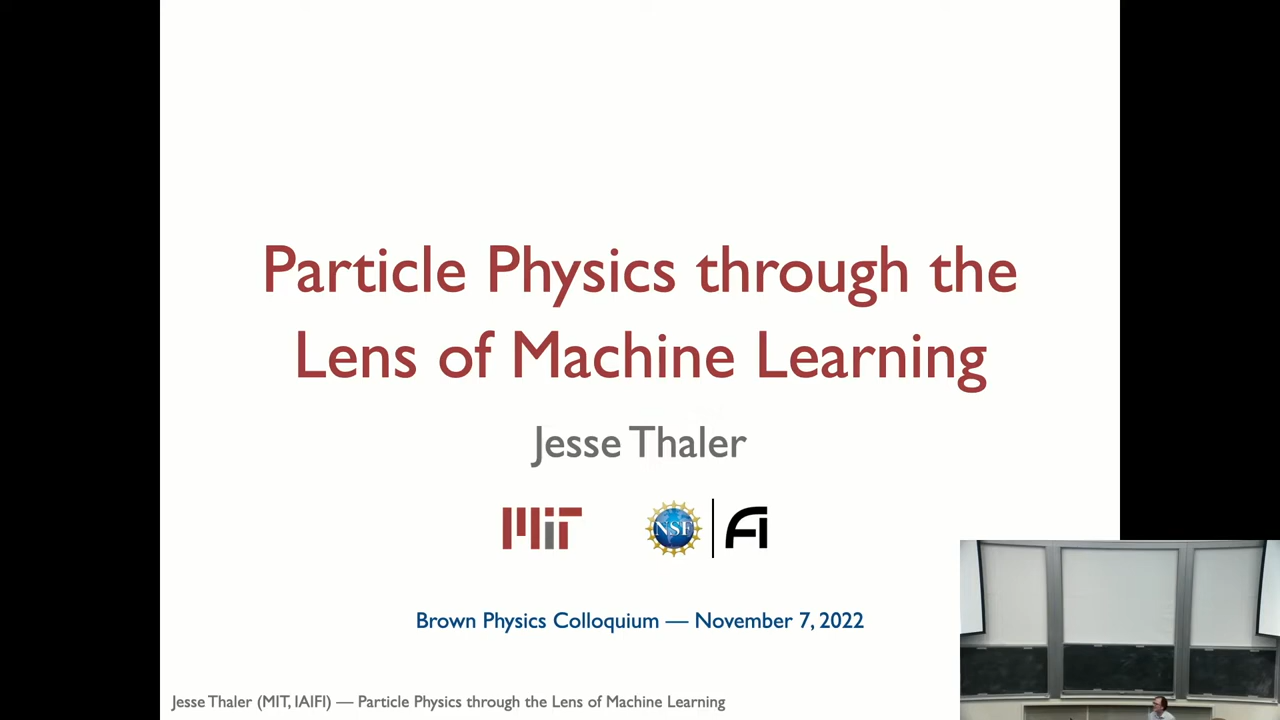 Particle Physics through the
Lens of Machine Learning
Jesse Thaler
MIT
NSF
FI
Brown Physics Colloquium — November 7, 2022
Jesse Thaler (MIT, IAIFI) — Particle Physics through the Lens of Machine Learning